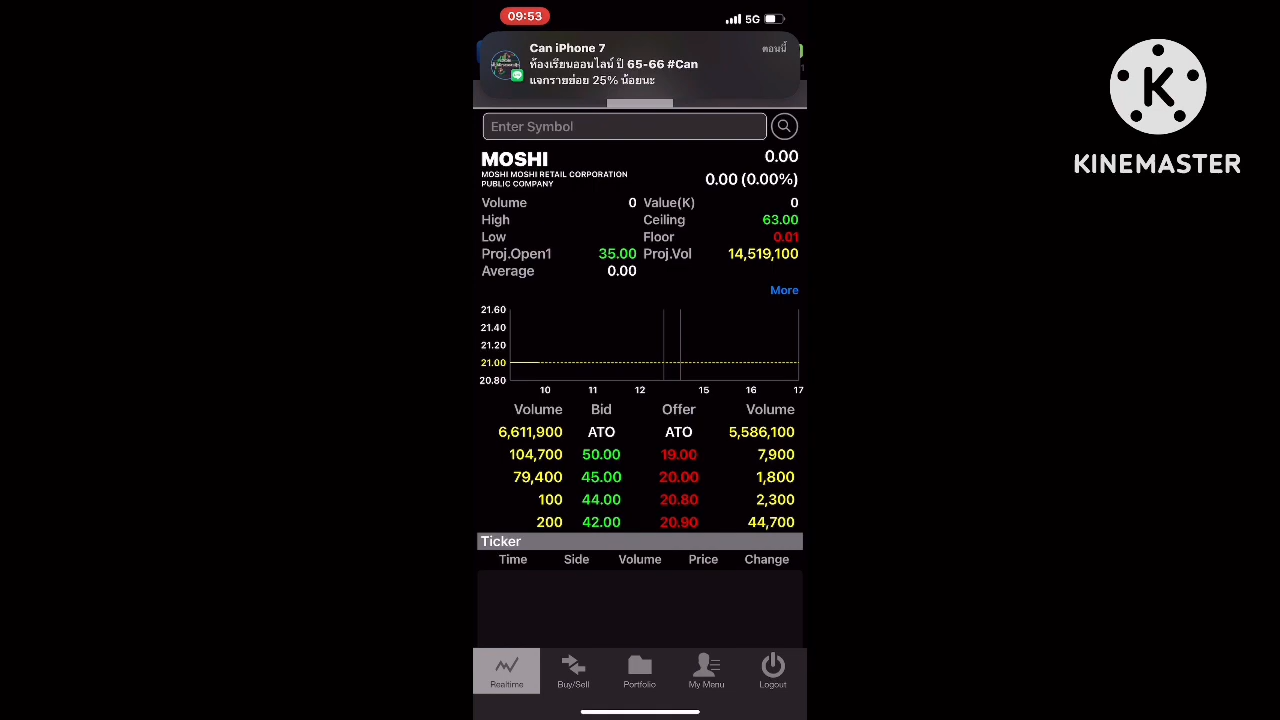 09:53
5G
Can iPhone 7
ตอนนี้
ห้องเรียนออนไลน์ ปี 65-66 #Can
แจกรายย่อย 25% น้อยนะ
K
KINEMASTER
Enter Symbol
MOSHI 0.00
MOSHI MOSHI RETAIL CORPORATION
PUBLIC COMPANY
0.00 (0.00%)
Volume 0 Value(K) 0
High Ceiling 63.00
Low Floor 0.01
Proj.Open1 35.00 Proj.Vol 14,519,100
Average 0.00
More
21.60
21.40
21.20
21.00
20.80
10 11 12 15 16 17
Volume Bid Offer Volume
6,611,900 ATO ATO 5,586,100
104,700 50.00 19.00 7,900
79,400 45.00 20.00 1,800
100 44.00 20.80 2,300
200 42.00 20.90 44,700
Ticker
Time Side Volume Price Change
Realtime Buy/Sell Portfolio My Menu Logout